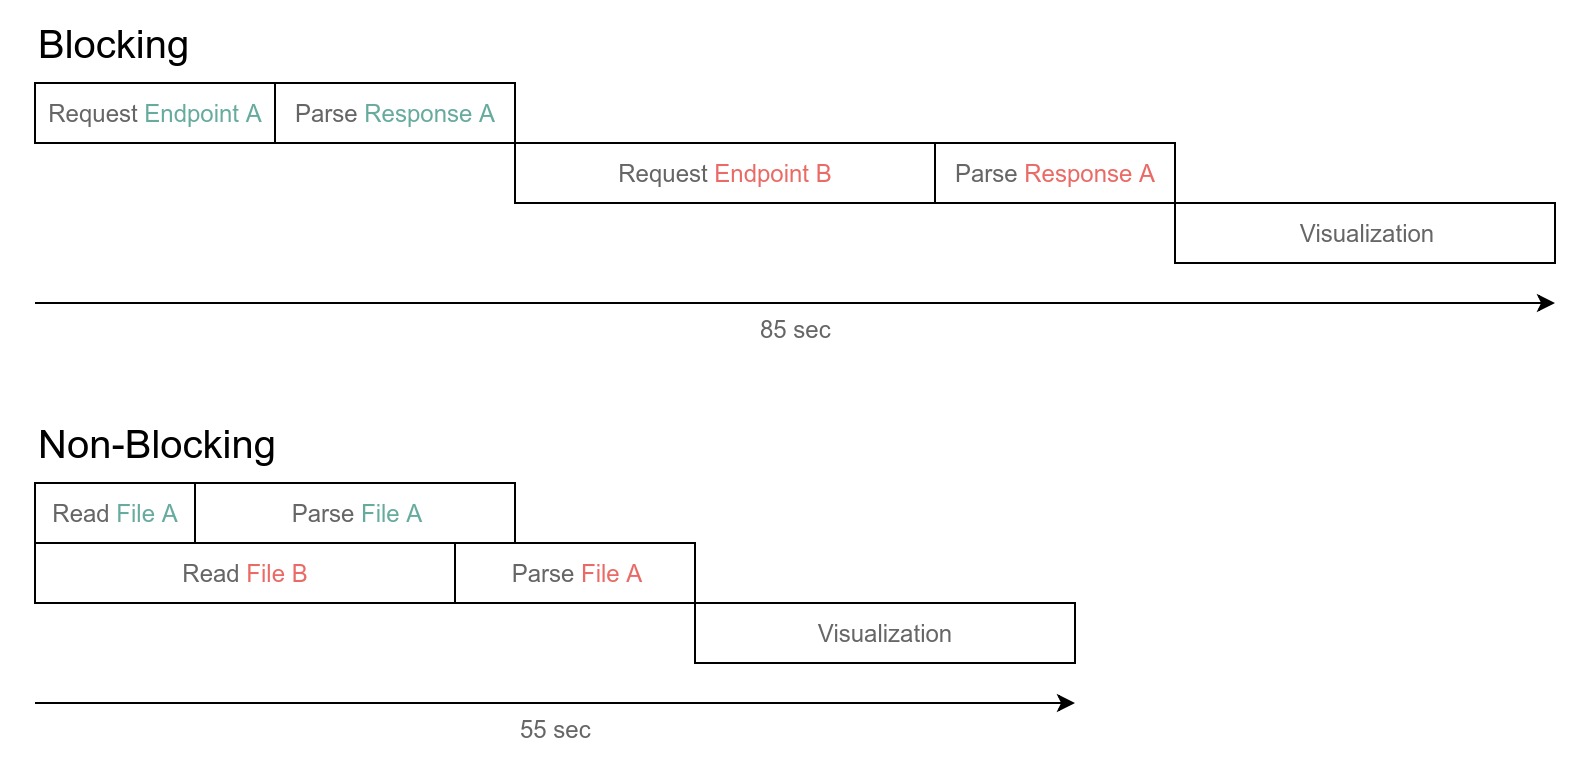 Blocking
Request Endpoint A
Parse Response A
Request Endpoint B
Parse Response A
Visualization
85 sec
Non-Blocking
Read File A
Parse File A
Read File B
Parse File A
Visualization
55 sec